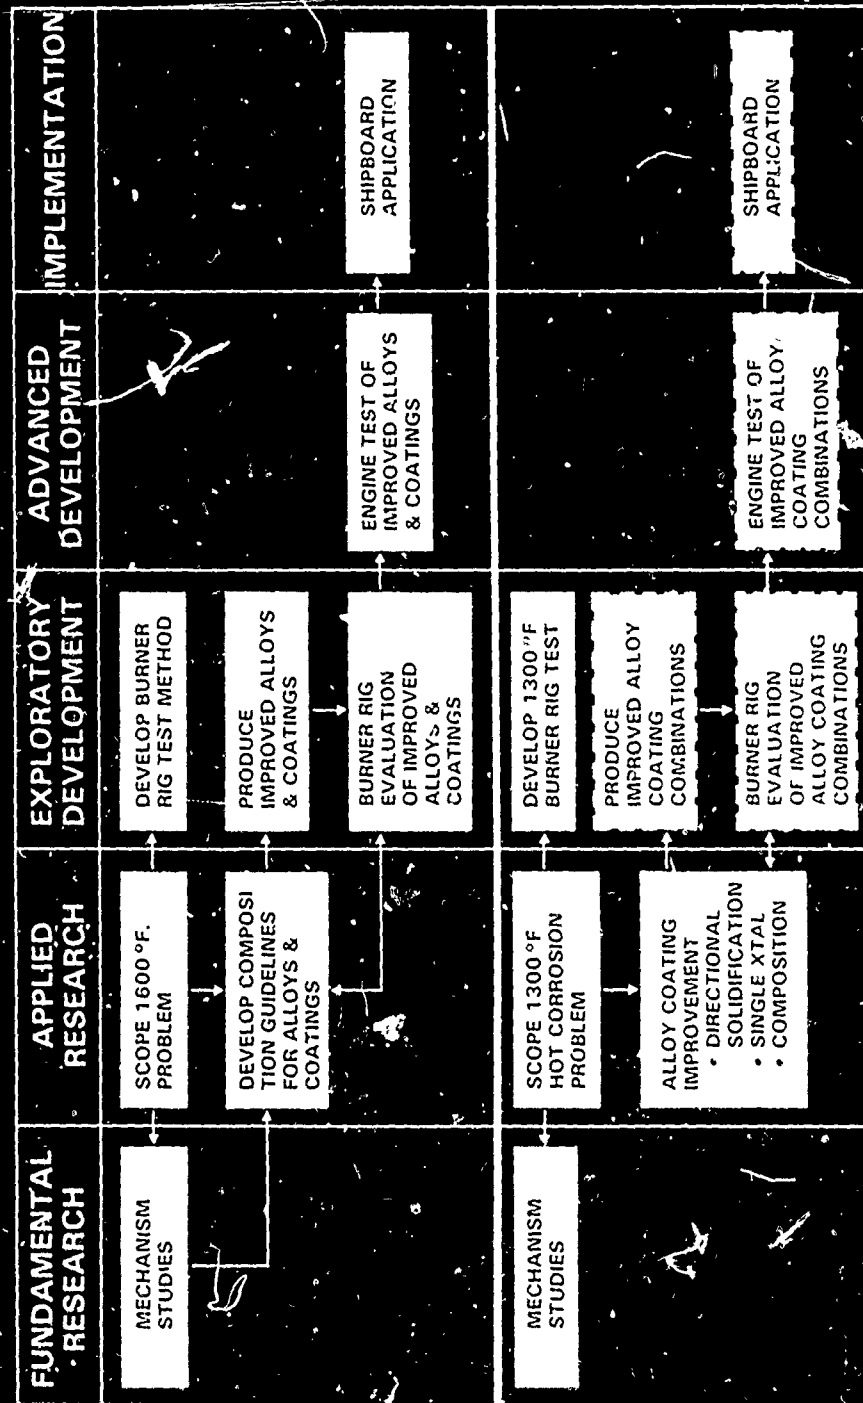 FUNDAMENTAL
RESEARCH
APPLIED
RESEARCH
EXPLORATORY
DEVELOPMENT
ADVANCED
DEVELOPMENT
IMPLEMENTATION
MECHANISM
STUDIES
SCOPE 1600 °F.
PROBLEM
DEVELOP COMPOSI
TION GUIDELINES
FOR ALLOYS &
COATINGS
DEVELOP BURNER
RIG TEST METHOD
PRODUCE
IMPROVED ALLOYS
& COATINGS
BURNER RIG
EVALUATION
OF IMPROVED
ALLOYS &
COATINGS
ENGINE TEST OF
IMPROVED ALLOYS
& COATINGS
SHIPBOARD
APPLICATION
MECHANISM
STUDIES
SCOPE 1300 °F
HOT CORROSION
PROBLEM
ALLOY COATING
IMPROVEMENT
• DIRECTIONAL
SOLIDIFICATION
• SINGLE XTAL
• COMPOSITION
DEVELOP 1300 °F
BURNER RIG TEST
PRODUCE
IMPROVED ALLOY
COATING
COMBINATIONS
BURNER RIG
EVALUATION
OF IMPROVED
ALLOY COATING
COMBINATIONS
ENGINE TEST OF
IMPROVED ALLOY/
COATING
COMBINATIONS
SHIPBOARD
APPLICATION